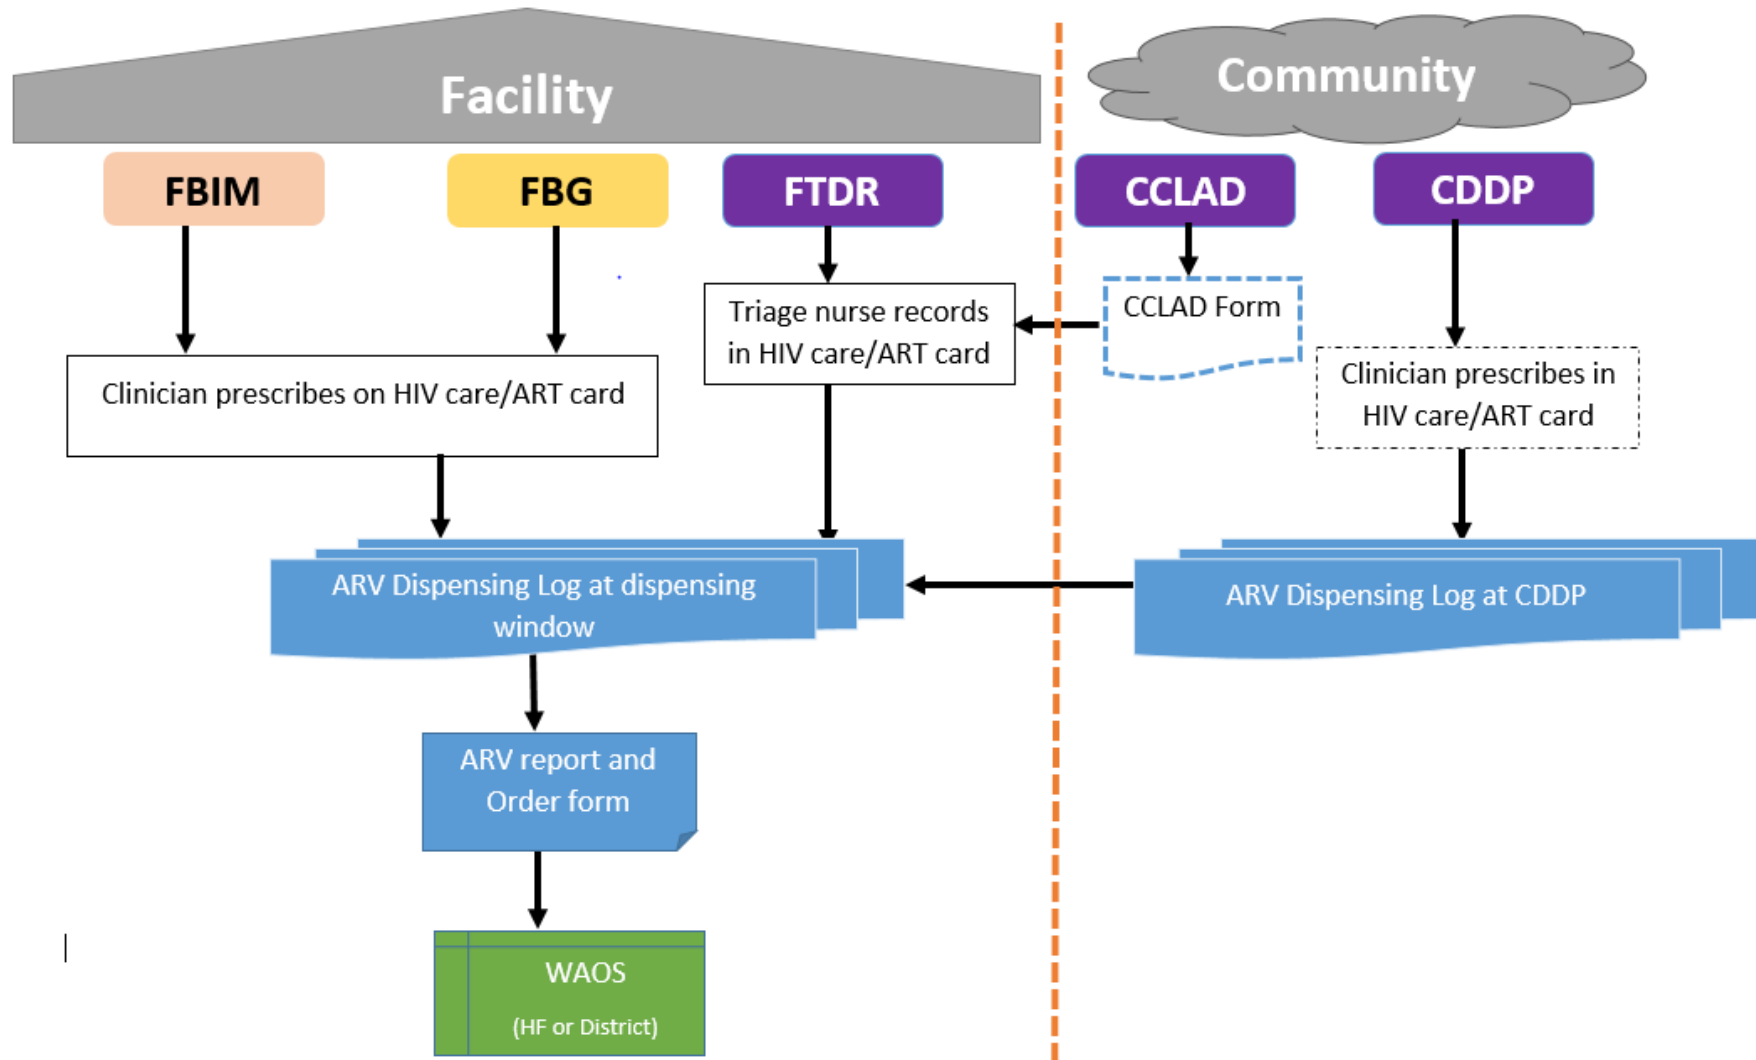 Facility
Community
FBIM
FBG
FTDR
CCLAD
CDDP
Triage nurse records
in HIV care/ART card
CCLAD Form
Clinician prescribes on HIV care/ART card
Clinician prescribes in
HIV care/ART card
ARV Dispensing Log at dispensing
window
ARV Dispensing Log at CDDP
ARV report and
Order form
WAOS
(HF or District)